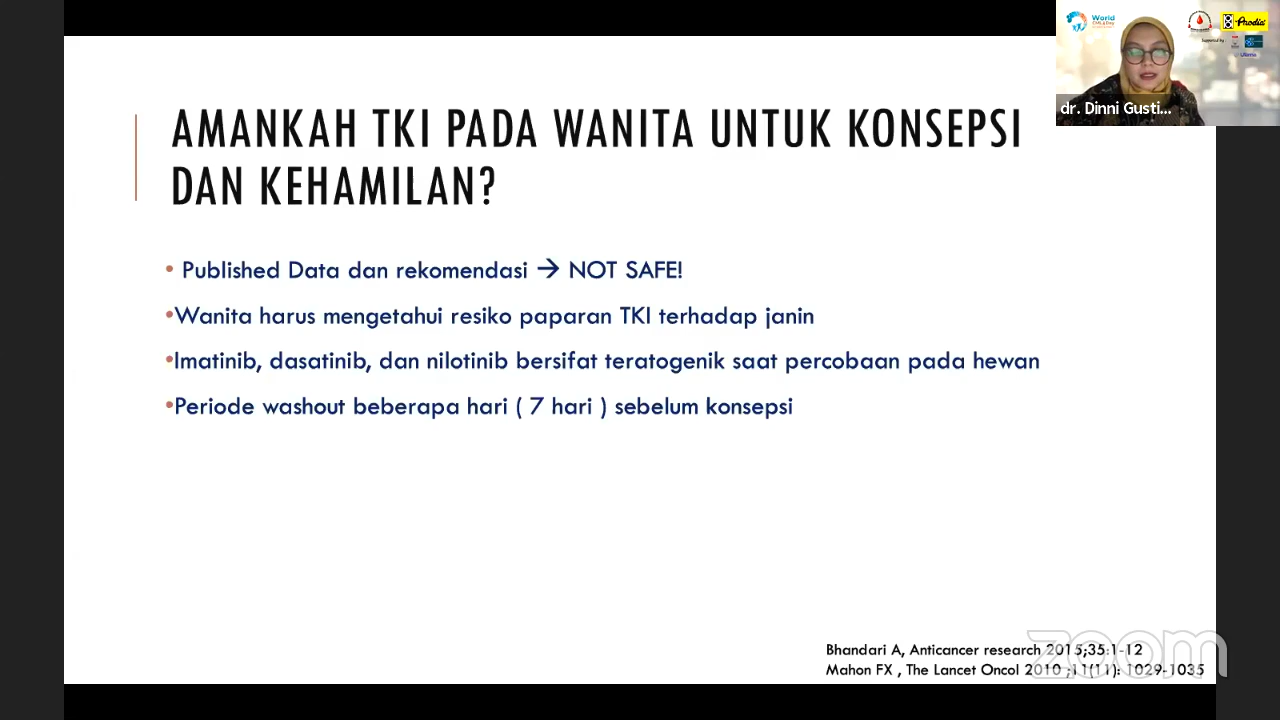 World
Prodia
dr. Dinni Gusti...
AMANKAH TKI PADA WANITA UNTUK KONSEPSI
DAN KEHAMILAN?
• Published Data dan rekomendasi → NOT SAFE!
•Wanita harus mengetahui resiko paparan TKI terhadap janin
•Imatinib, dasatinib, dan nilotinib bersifat teratogenik saat percobaan pada hewan
•Periode washout beberapa hari ( 7 hari ) sebelum konsepsi
Bhandari A, Anticancer research 2015;35:1-12
Mahon FX , The Lancet Oncol 2010 ;11(11): 1029-1035
zoom